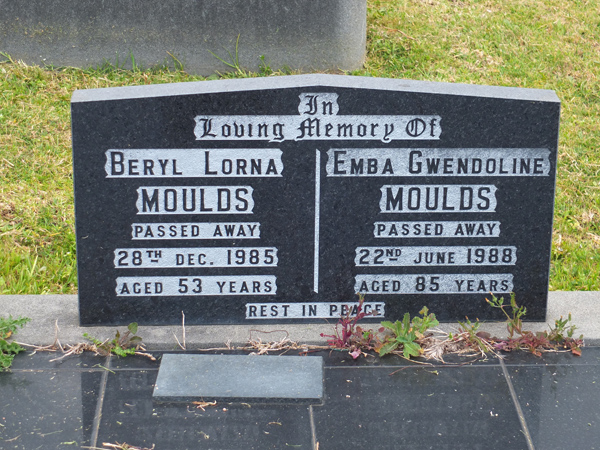 In
Loving Memory Of
BERYL LORNA
MOULDS
PASSED AWAY
28TH DEC. 1985
AGED 53 YEARS
EMBA GWENDOLINE
MOULDS
PASSED AWAY
22ND JUNE 1988
AGED 85 YEARS
REST IN PEACE